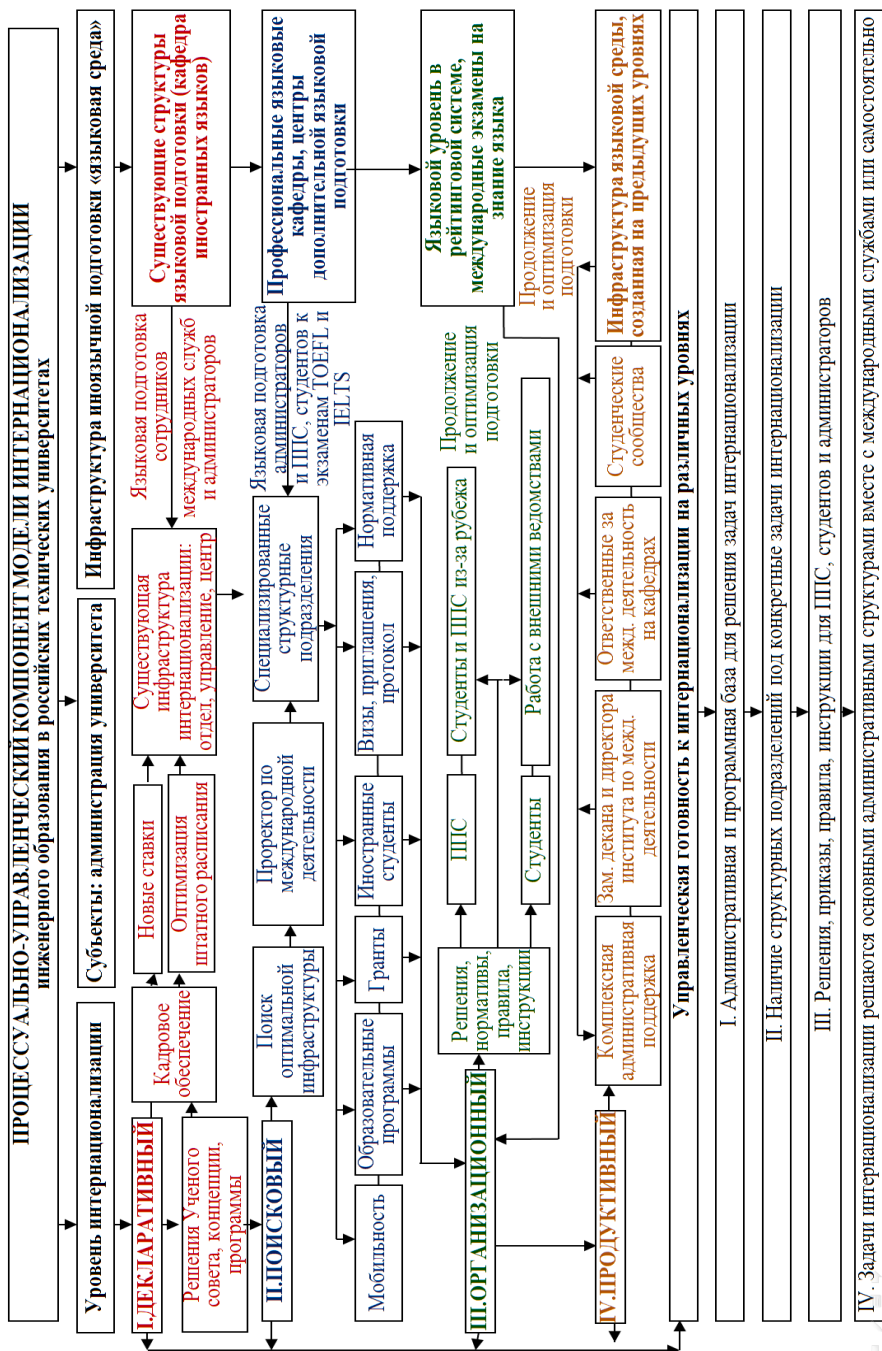 ПРОЦЕССУАЛЬНО-УПРАВЛЕНЧЕСКИЙ КОМПОНЕНТ МОДЕЛИ ИНТЕРНАЦИОНАЛИЗАЦИИ
инженерного образования в российских технических университетах
Уровень интернационализации
Субъекты: администрация университета
Инфраструктура иноязычной подготовки «языковая среда»
I.ДЕКЛАРАТИВНЫЙ
Решения Ученого
совета, концепции,
программы
Кадровое
обеспечение
Новые ставки
Оптимизация
штатного расписания
Существующая
инфраструктура
интернационализации:
отдел, управление, центр
Языковая подготовка
сотрудников
международных служб
и администраторов
Существующие структуры
языковой подготовки (кафедра
иностранных языков)
II.ПОИСКОВЫЙ
Поиск
оптимальной
инфраструктуры
Проректор по
международной
деятельности
Специализированные
структурные
подразделения
Языковая подготовка
администраторов
и ППС, студентов к
экзаменам TOEFL и
IELTS
Профессиональные языковые
кафедры, центры
дополнительной языковой
подготовки
Мобильность
Образовательные
программы
Гранты
Иностранные
студенты
Визы, приглашения,
протокол
Нормативная
поддержка
III.ОРГАНИЗАЦИОННЫЙ
Решения,
нормативы,
правила,
инструкции
ППС
Студенты
Студенты и ППС из-за рубежа
Работа с внешними ведомствами
Продолжение
и оптимизация
подготовки
Языковой уровень в
рейтинговой системе,
международные экзамены на
знание языка
Продолжение
и оптимизация
подготовки
IV.ПРОДУКТИВНЫЙ
Комплексная
административная
поддержка
Зам. декана и директора
института по межд.
деятельности
Ответственные за
межд. деятельность
на кафедрах
Студенческие
сообщества
Инфраструктура языковой среды,
созданная на предыдущих уровнях
Управленческая готовность к интернационализации на различных уровнях
I. Административная и программная база для решения задач интернационализации
II. Наличие структурных подразделений под конкретные задачи интернационализации
III. Решения, приказы, правила, инструкции для ППС, студентов и администраторов
IV. Задачи интернационализации решаются основными административными структурами вместе с международными службами или самостоятельно